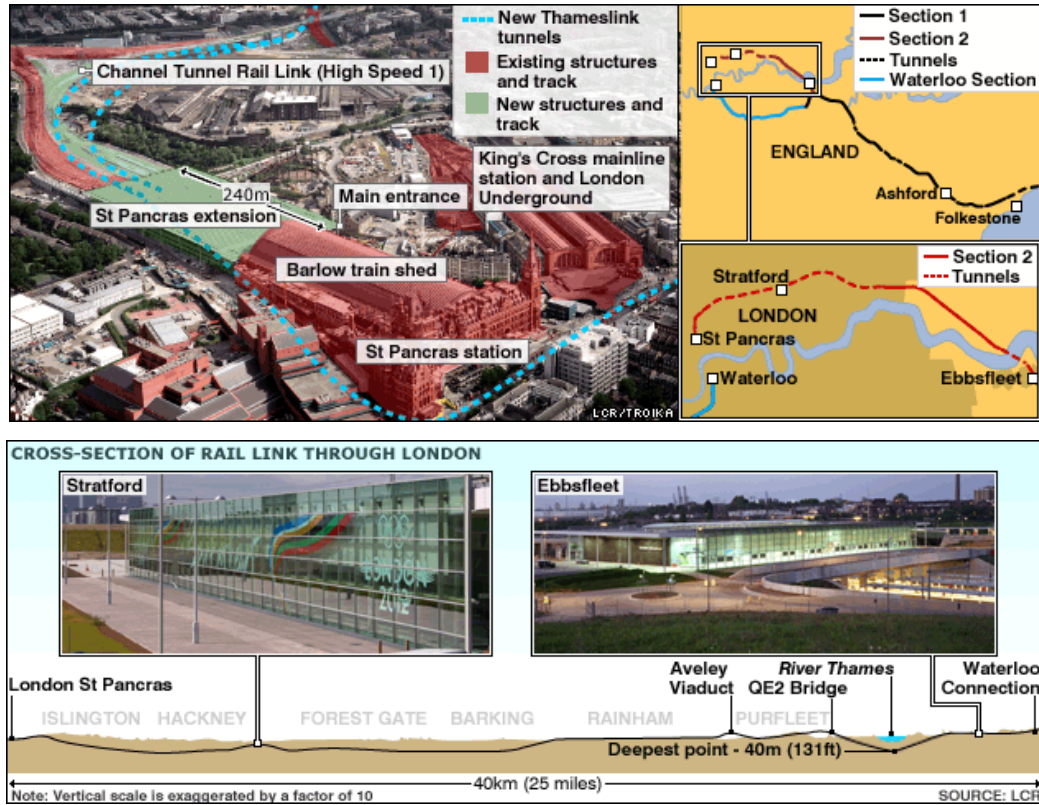 New Thameslink
tunnels
Existing structures
and track
New structures and
track
Channel Tunnel Rail Link (High Speed 1)
King's Cross mainline
station and London
Underground
240m
Main entrance
St Pancras extension
Barlow train shed
St Pancras station
LCR/TROIKA
Section 1
Section 2
Tunnels
Waterloo Section
ENGLAND
Ashford
Folkestone
Section 2
Tunnels
Stratford
LONDON
St Pancras
Waterloo
Ebbsfleet
CROSS-SECTION OF RAIL LINK THROUGH LONDON
Stratford
LONDON
2012
Ebbsfleet
London St Pancras
Aveley
Viaduct
River Thames
QE2 Bridge
Waterloo
Connection
ISLINGTON HACKNEY FOREST GATE BARKING RAINHAM PURFLEET
Deepest point - 40m (131ft)
40km (25 miles)
Note: Vertical scale is exaggerated by a factor of 10
SOURCE: LCR